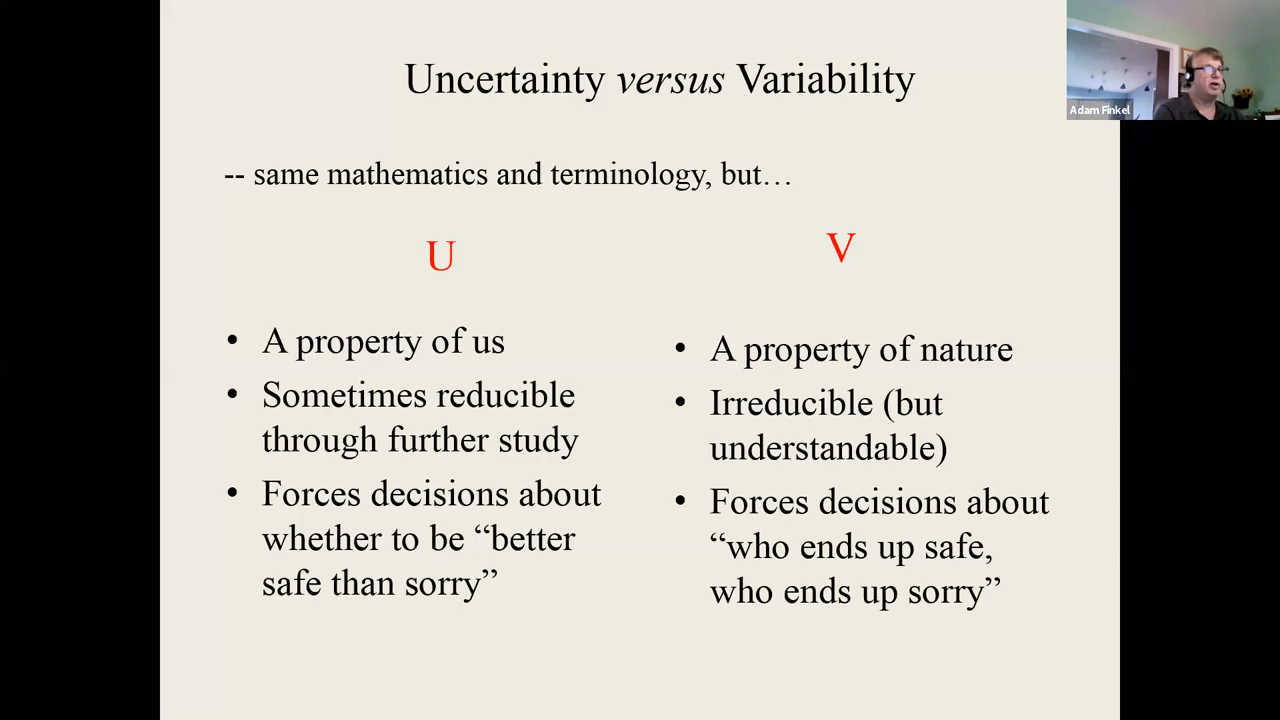 Uncertainty versus Variability
Adam Finkel
-- same mathematics and terminology, but…
U
• A property of us
• Sometimes reducible
through further study
• Forces decisions about
whether to be “better
safe than sorry”
V
• A property of nature
• Irreducible (but
understandable)
• Forces decisions about
“who ends up safe,
who ends up sorry”